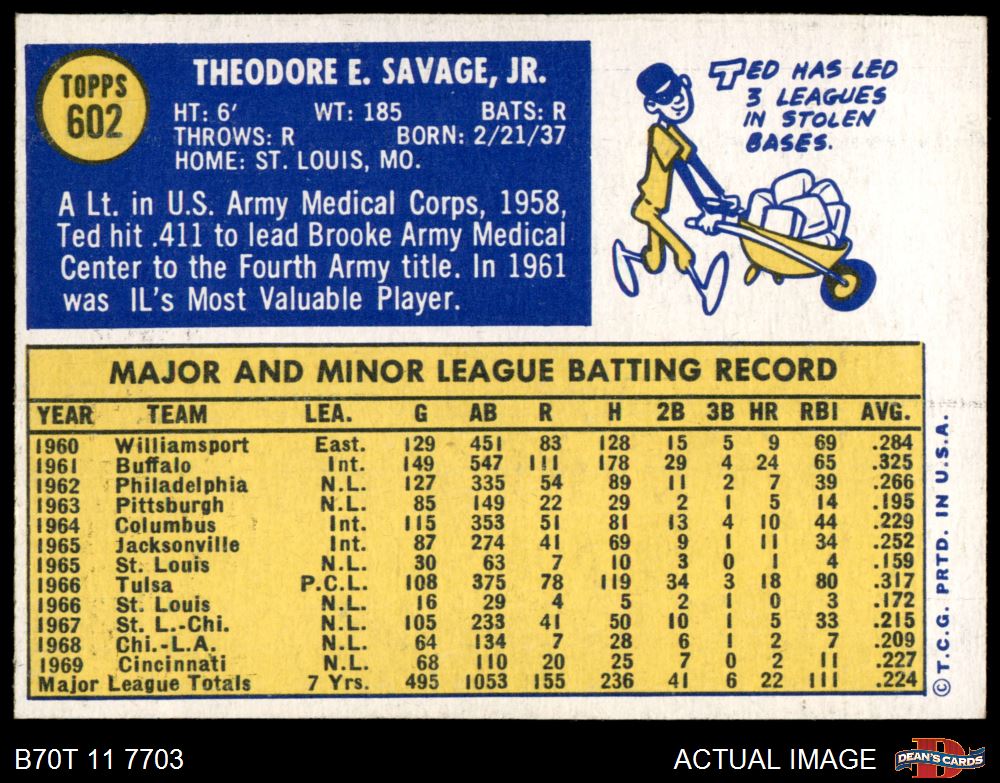 TOPPS
602
THEODORE E. SAVAGE, JR.
HT: 6' WT: 185 BATS: R
THROWS: R BORN: 2/21/37
HOME: ST. LOUIS, MO.
A Lt. in U.S. Army Medical Corps, 1958,
Ted hit .411 to lead Brooke Army Medical
Center to the Fourth Army title. In 1961
was IL's Most Valuable Player.
TED HAS LED
3 LEAGUES
IN STOLEN
BASES.
MAJOR AND MINOR LEAGUE BATTING RECORD
YEAR TEAM LEA. G AB R H 2B 3B HR RBI AVG.
1960 Williamsport East. 129 451 83 128 15 5 9 69 .284
1961 Buffalo Int. 149 547 111 178 29 4 24 65 .325
1962 Philadelphia N.L. 127 335 54 89 11 2 7 39 .266
1963 Pittsburgh N.L. 85 149 22 29 2 1 5 14 .195
1964 Columbus Int. 115 353 51 81 13 4 10 44 .229
1965 Jacksonville Int. 87 274 41 69 9 1 11 34 .252
1965 St. Louis N.L. 30 63 7 10 3 0 1 4 .159
1966 Tulsa P.C.L. 108 375 78 119 34 3 18 80 .317
1966 St. Louis N.L. 16 29 4 5 2 1 0 3 .172
1967 St. L.-Chi. N.L. 105 233 41 50 10 1 5 33 .215
1968 Chi.-L.A. N.L. 64 134 7 28 6 1 2 7 .209
1969 Cincinnati N.L. 68 110 20 25 7 0 2 11 .227
Major League Totals 7 Yrs. 495 1053 155 236 41 6 22 111 .224
© T.C.G. PRTD. IN U.S.A.
B70T 11 7703
ACTUAL IMAGE
DEAN'S CARDS